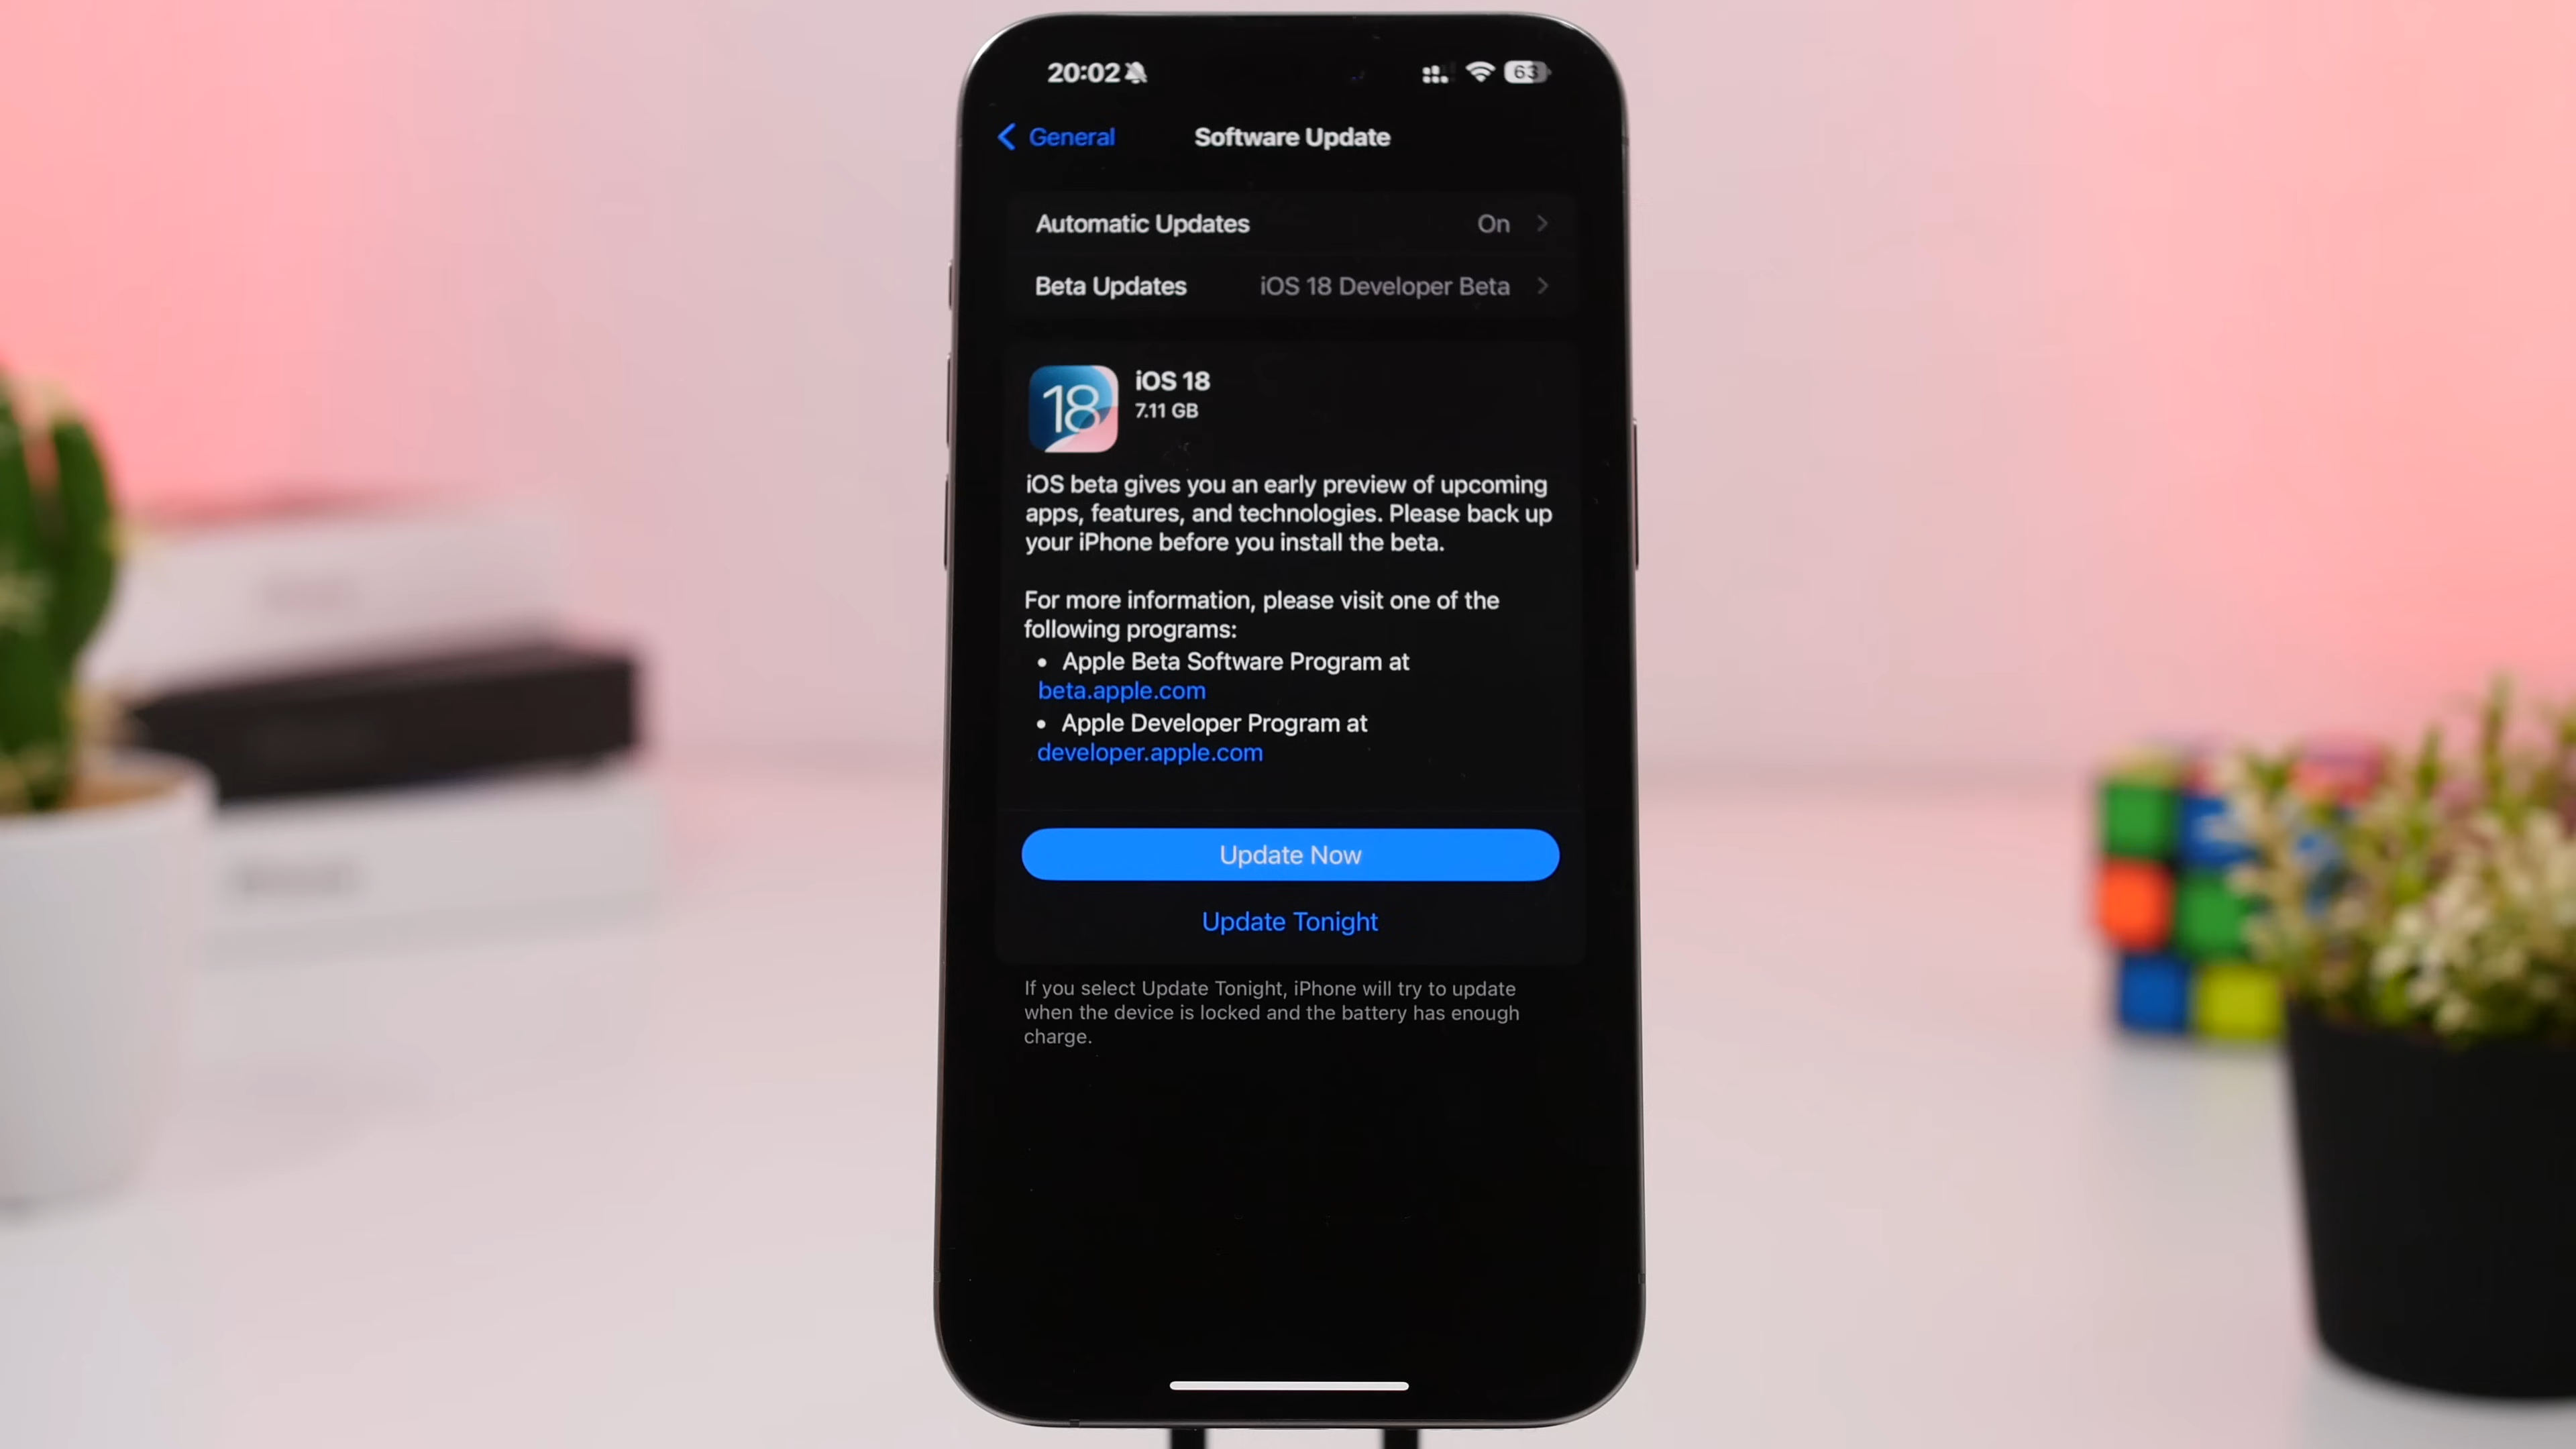 20:02
63
General
Software Update
Automatic Updates On
Beta Updates iOS 18 Developer Beta
18
iOS 18
7.11 GB
iOS beta gives you an early preview of upcoming
apps, features, and technologies. Please back up
your iPhone before you install the beta.
For more information, please visit one of the
following programs:
• Apple Beta Software Program at
beta.apple.com
• Apple Developer Program at
developer.apple.com
Update Now
Update Tonight
If you select Update Tonight, iPhone will try to update
when the device is locked and the battery has enough
charge.